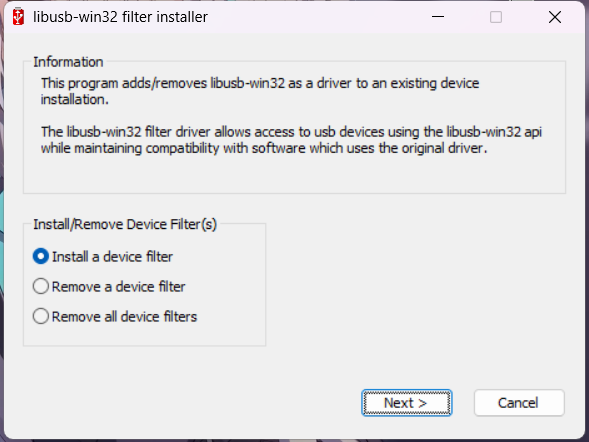 libusb-win32 filter installer
Information
This program adds/removes libusb-win32 as a driver to an existing device
installation.
The libusb-win32 filter driver allows access to usb devices using the libusb-win32 api
while maintaining compatibility with software which uses the original driver.
Install/Remove Device Filter(s)
Install a device filter
Remove a device filter
Remove all device filters
Next >
Cancel